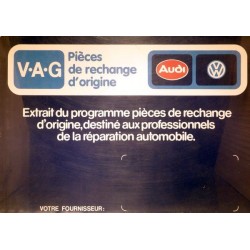 V·A·G
Pièces
de rechange
d'origine
Audi
Extrait du programme pièces de rechange
d'origine, destiné aux professionnels
de la réparation automobile.
VOTRE FOURNISSEUR: